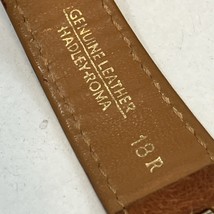 GENUINE LEATHER
HADLEY-ROMA
18 R